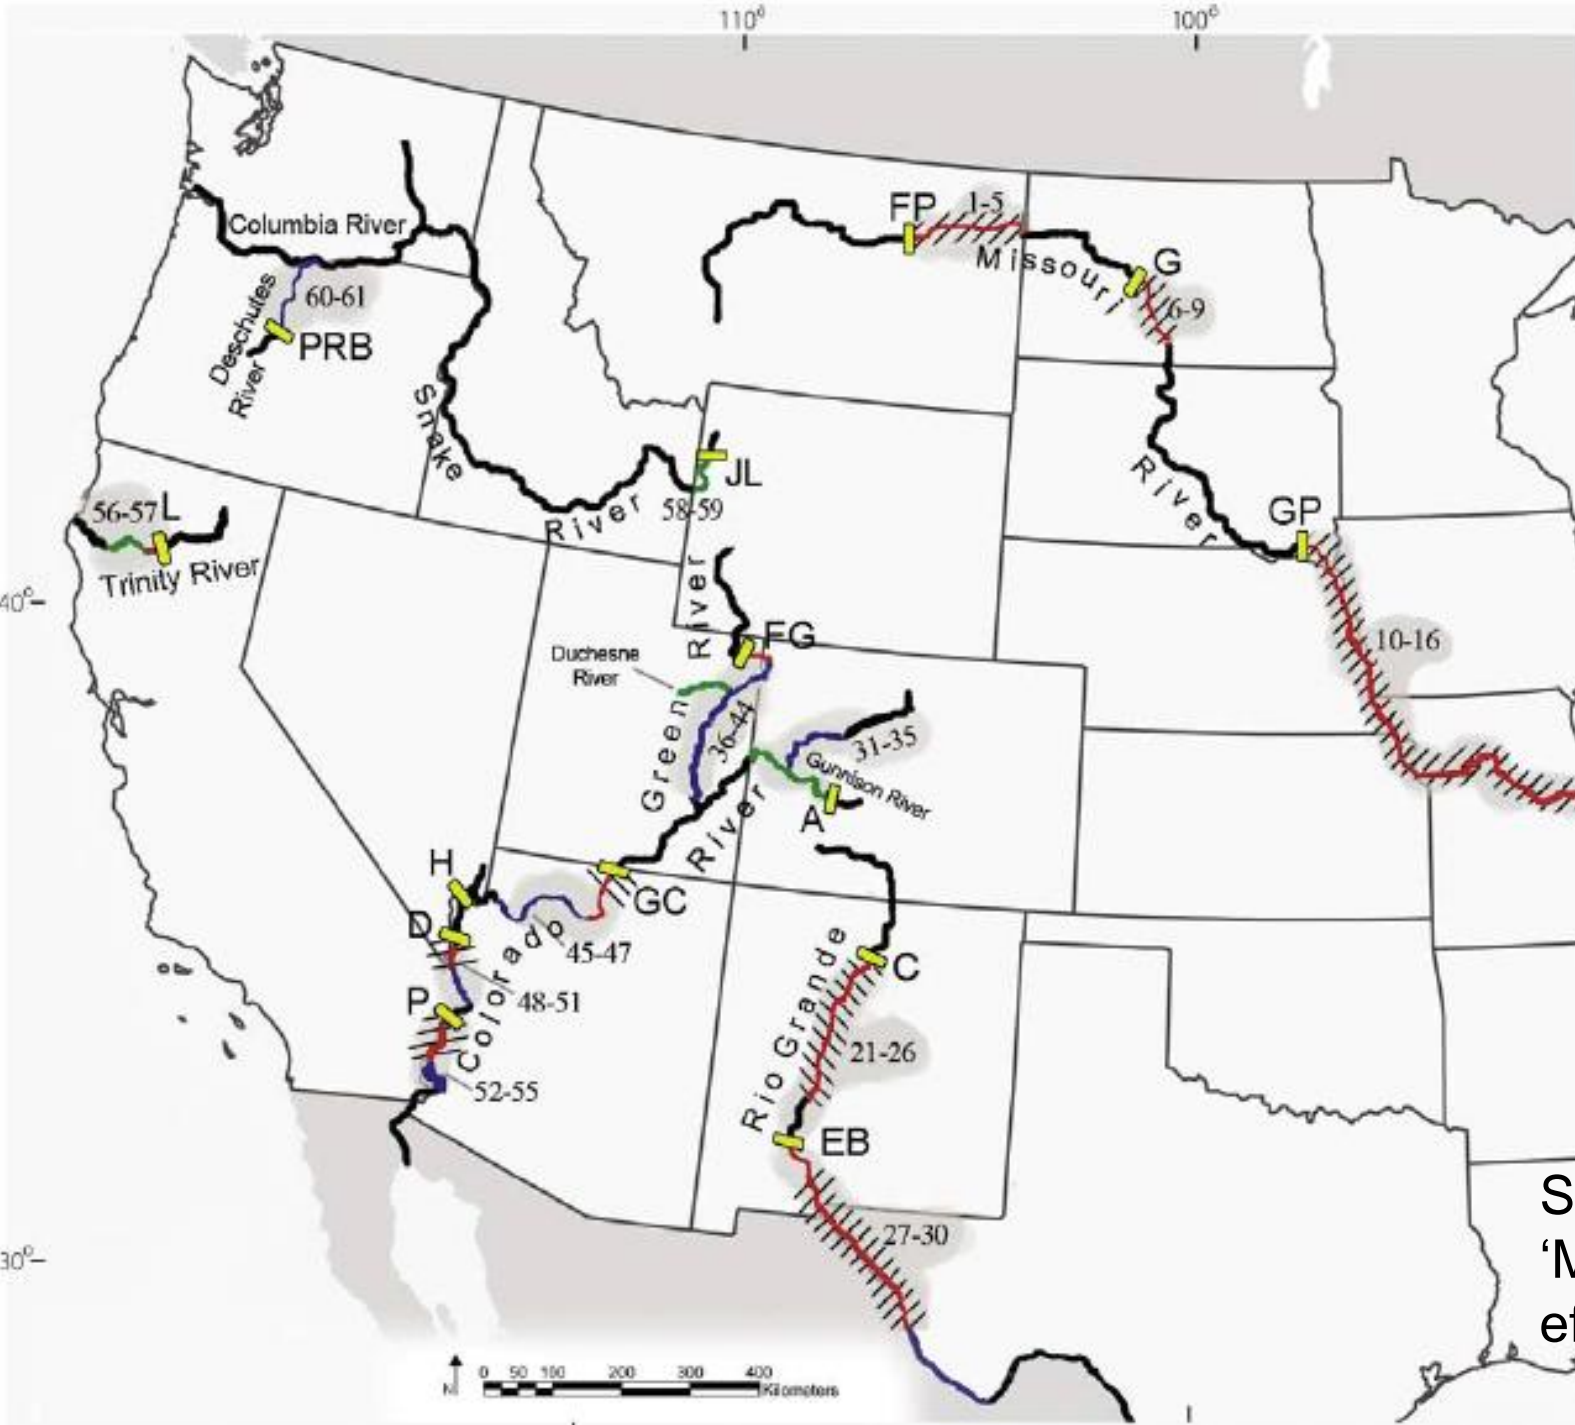 110°
100°
FP
1-5
Columbia River
Missouri
G
6-9
Deschutes
River
60-61
PRB
Snake
River
JL
58-59
River
GP
56-57
L
Trinity River
40°
River
FG
Duchesne
River
10-16
Green
36-44
31-35
Gunnison River
A
River
H
GC
D
Colorado
45-47
Rio Grande
C
48-51
P
21-26
52-55
EB
27-30
30°
S
‘M
et
N
0 50 100 200 300 400
Kilometers